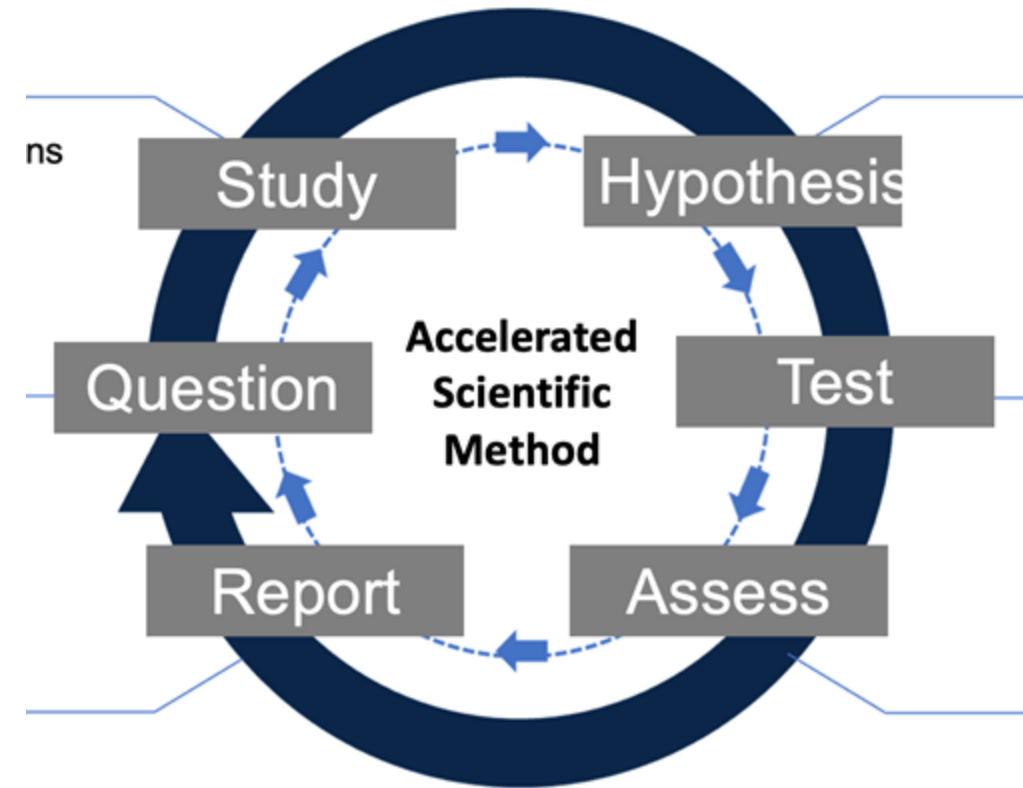 ns
Study
Hypothesis
Accelerated
Scientific
Method
Question
Test
Report
Assess